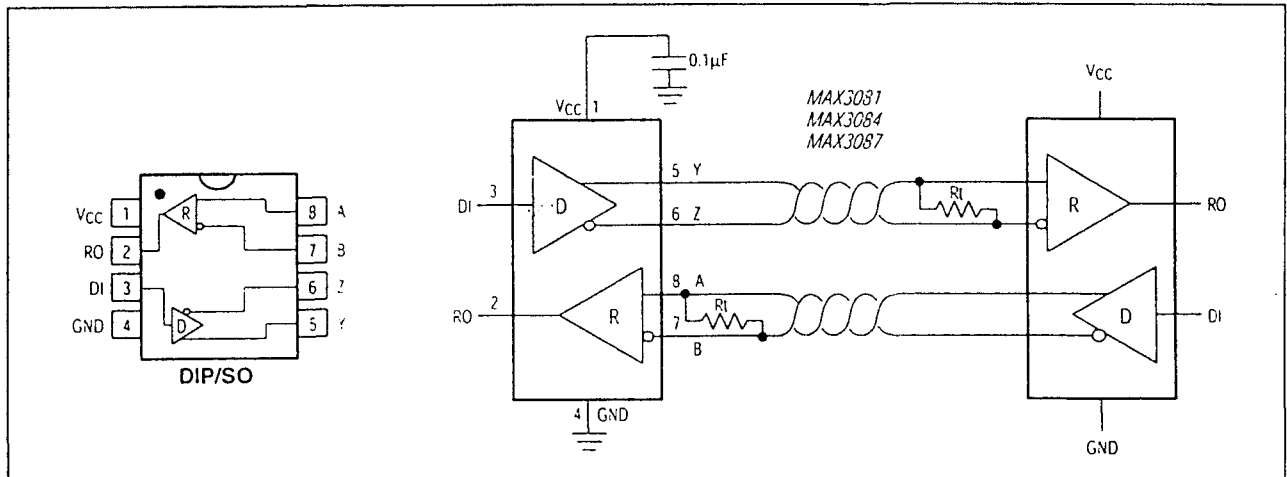 VCC 1
RO 2
DI 3
GND 4
R
D
8 A
7 B
6 Z
5 Y
DIP/SO
0.1µF
VCC 1
DI 3
D
5 Y
6 Z
RO 2
R
8 A
7 B
Rt
4 GND
MAX3081
MAX3084
MAX3087
Rt
VCC
R
RO
D
DI
GND